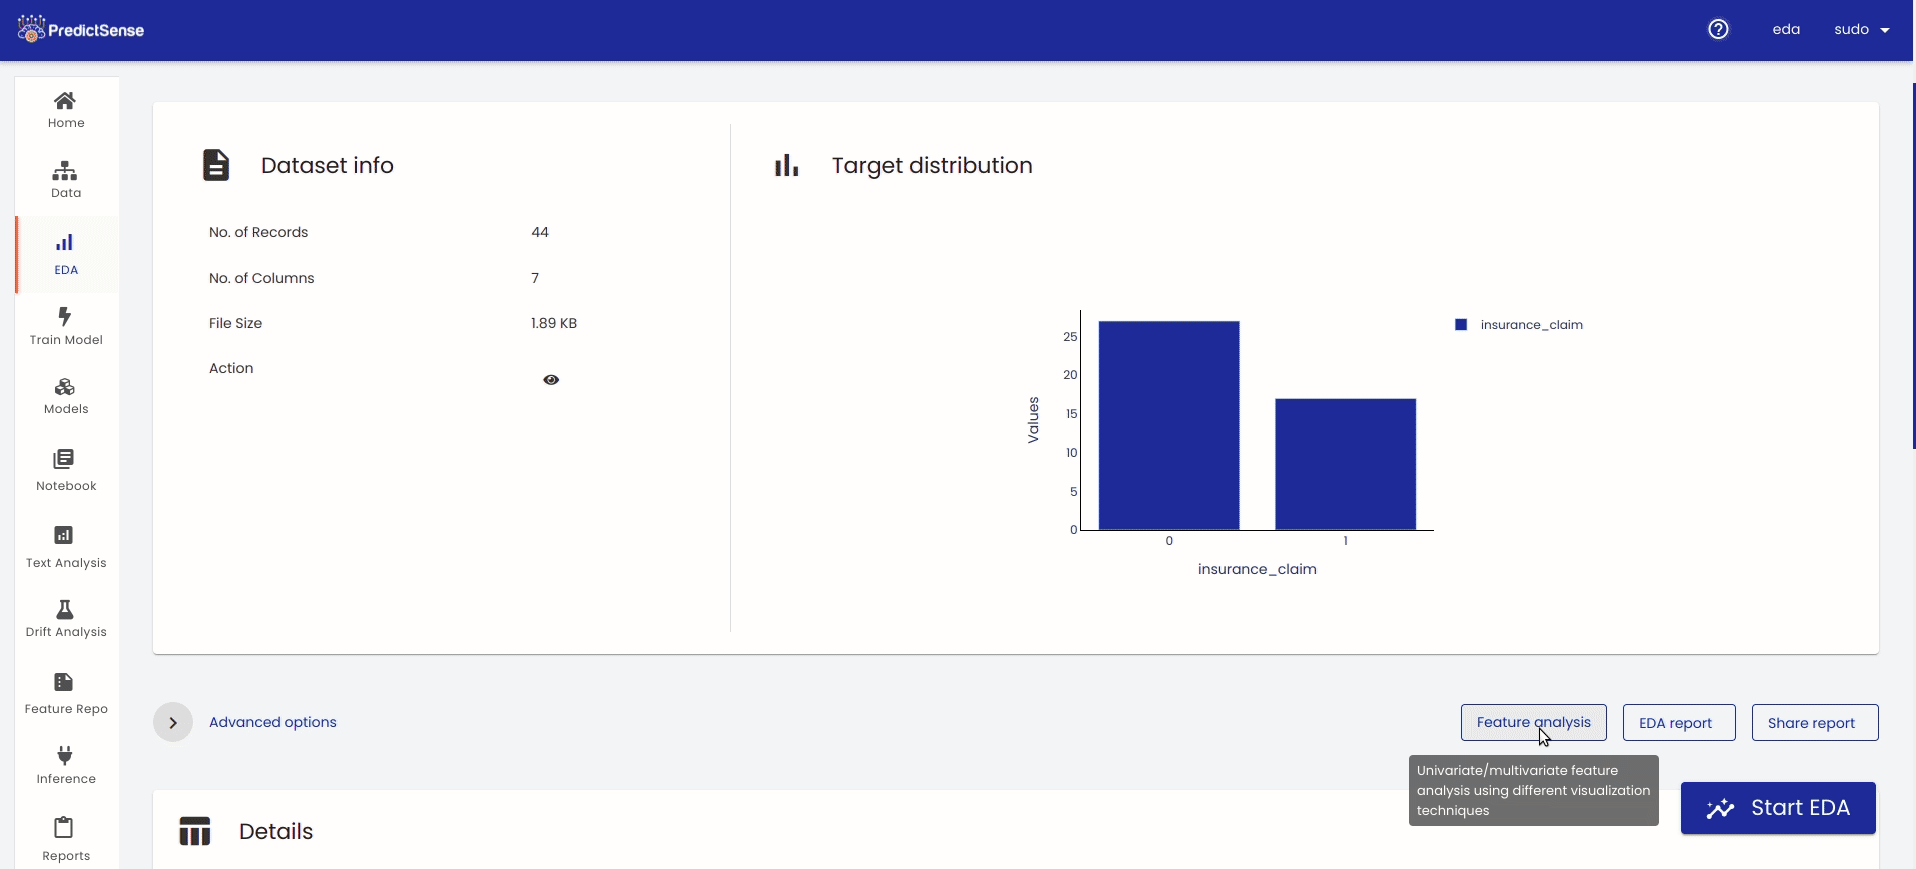 PredictSense
eda
sudo
Home
Data
EDA
Train Model
Models
Notebook
Text Analysis
Drift Analysis
Feature Repo
Inference
Reports
Dataset info
No. of Records 44
No. of Columns 7
File Size 1.89 KB
Action
Target distribution
Values
25
20
15
10
5
0
0 1
insurance_claim
insurance_claim
Advanced options
Feature analysis
EDA report
Share report
Univariate/multivariate feature
analysis using different visualization
techniques
Start EDA
Details